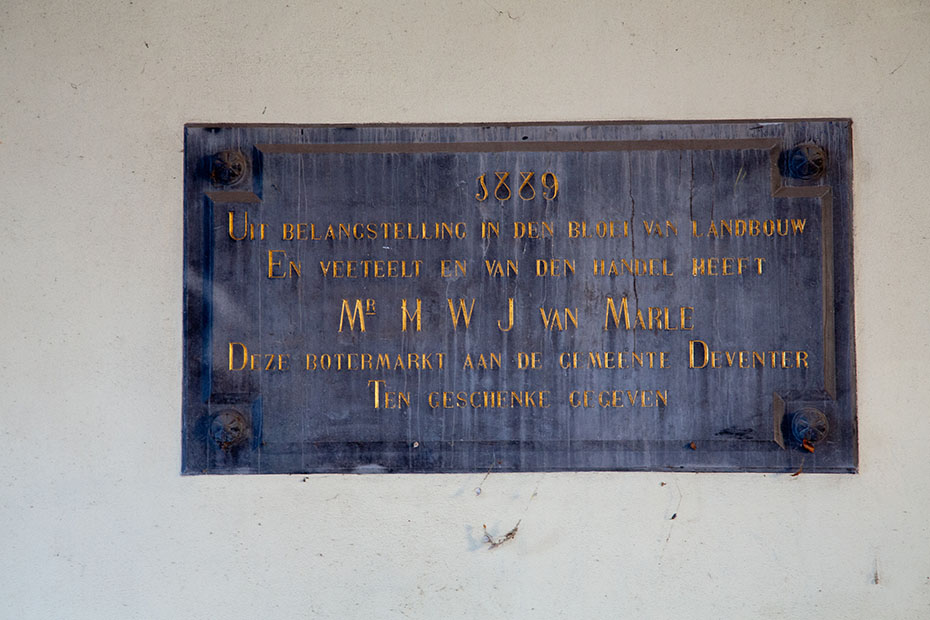 1889
UIT BELANGSTELLING IN DEN BLOEI VAN LANDBOUW
EN VEETEELT EN VAN DEN HANDEL HEEFT
MR H W J VAN MARLE
DEZE BOTERMARKT AAN DE GEMEENTE DEVENTER
TEN GESCHENKE GEGEVEN